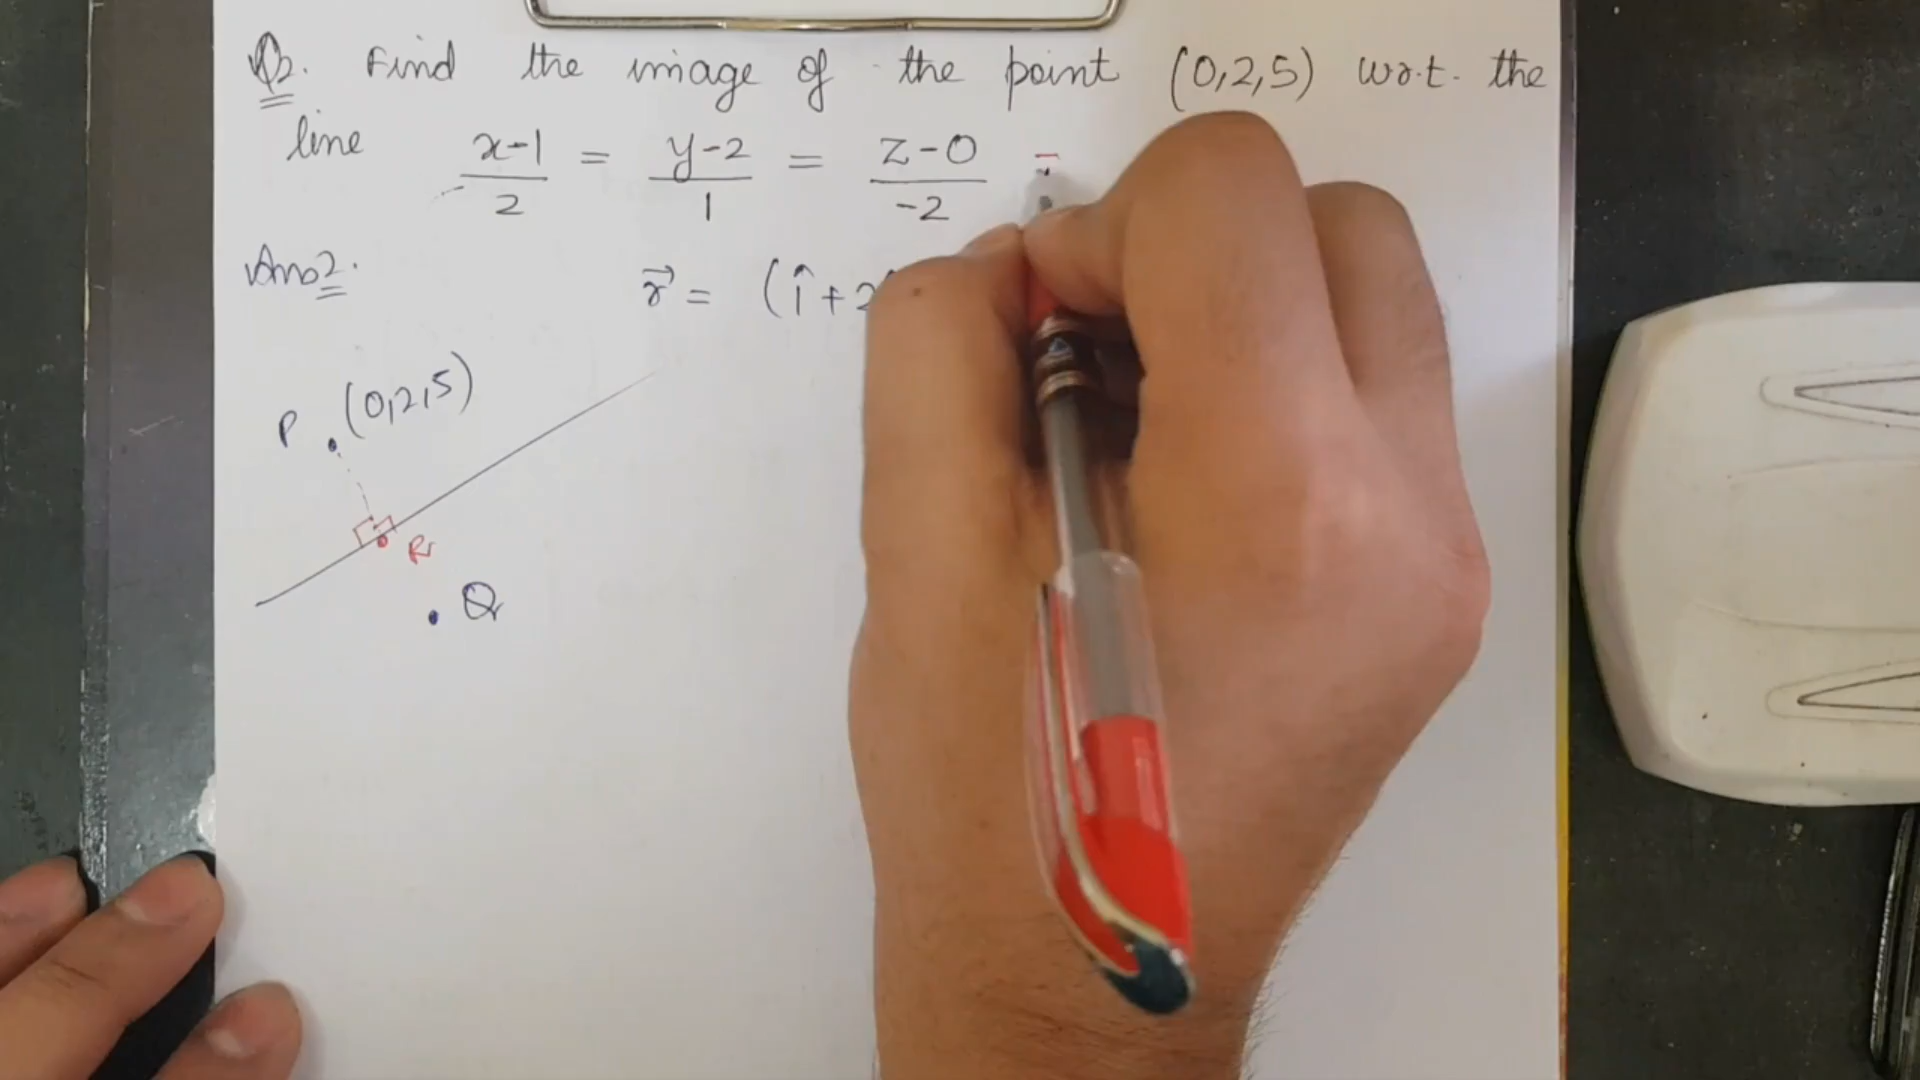 Q2. Find the image of the point (0,2,5) w.r.t. the
line x-1/2 = y-2/1 = z-0/-2 =
Ans2. r⃗ = (î+2
P (0,2,5)
R
Q